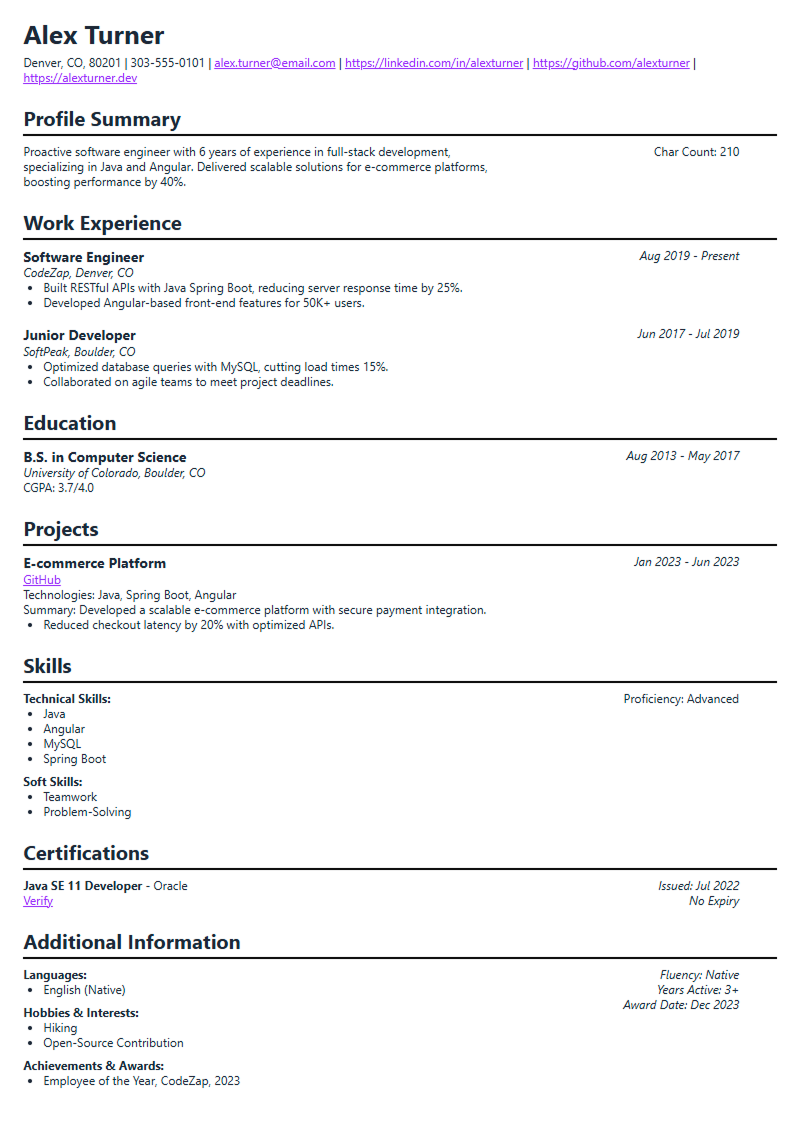 Alex Turner
Denver, CO, 80201 | 303-555-0101 | alex.turner@email.com | https://linkedin.com/in/alexturner | https://github.com/alexturner |
https://alexturner.dev
Profile Summary
Proactive software engineer with 6 years of experience in full-stack development,
specializing in Java and Angular. Delivered scalable solutions for e-commerce platforms,
boosting performance by 40%.
Char Count: 210
Work Experience
Software Engineer
Aug 2019 - Present
CodeZap, Denver, CO
• Built RESTful APIs with Java Spring Boot, reducing server response time by 25%.
• Developed Angular-based front-end features for 50K+ users.
Junior Developer
Jun 2017 - Jul 2019
SoftPeak, Boulder, CO
• Optimized database queries with MySQL, cutting load times 15%.
• Collaborated on agile teams to meet project deadlines.
Education
B.S. in Computer Science
Aug 2013 - May 2017
University of Colorado, Boulder, CO
CGPA: 3.7/4.0
Projects
E-commerce Platform
Jan 2023 - Jun 2023
GitHub
Technologies: Java, Spring Boot, Angular
Summary: Developed a scalable e-commerce platform with secure payment integration.
• Reduced checkout latency by 20% with optimized APIs.
Skills
Technical Skills:
Proficiency: Advanced
• Java
• Angular
• MySQL
• Spring Boot
Soft Skills:
• Teamwork
• Problem-Solving
Certifications
Java SE 11 Developer - Oracle
Issued: Jul 2022
Verify
No Expiry
Additional Information
Languages:
• English (Native)
Fluency: Native
Years Active: 3+
Award Date: Dec 2023
Hobbies & Interests:
• Hiking
• Open-Source Contribution
Achievements & Awards:
• Employee of the Year, CodeZap, 2023